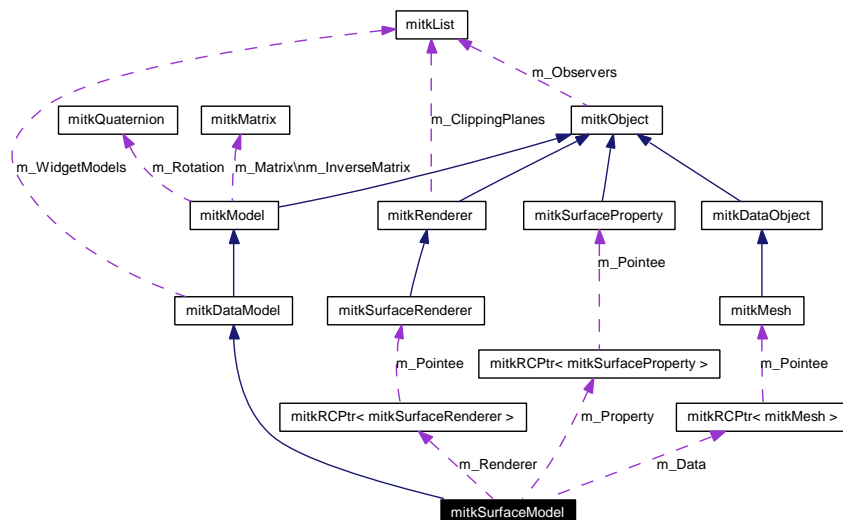 mitkList
m_Observers
mitkQuaternion
mitkMatrix
m_ClippingPlanes
mitkObject
m_WidgetModels
m_Rotation
m_Matrix\nm_InverseMatrix
mitkModel
mitkRenderer
mitkSurfaceProperty
mitkDataObject
m_Pointee
mitkDataModel
mitkSurfaceRenderer
mitkMesh
m_Pointee
mitkRCPtr< mitkSurfaceProperty >
m_Pointee
mitkRCPtr< mitkSurfaceRenderer >
m_Property
mitkRCPtr< mitkMesh >
m_Renderer
m_Data
mitkSurfaceModel